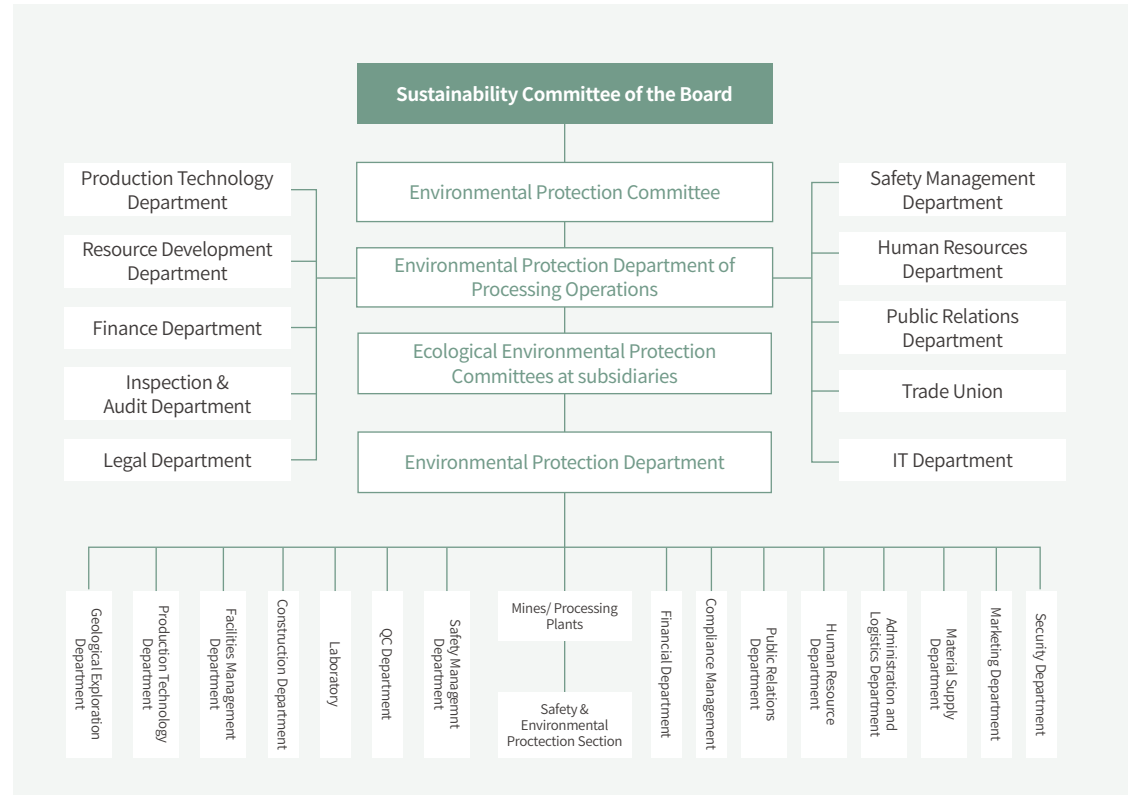 Sustainability Committee of the Board
Environmental Protection Committee
Environmental Protection Department of
Processing Operations
Ecological Environmental Protection
Committees at subsidiaries
Environmental Protection Department
Production Technology
Department
Resource Development
Department
Finance Department
Inspection &
Audit Department
Legal Department
Safety Management
Department
Human Resources
Department
Public Relations
Department
Trade Union
IT Department
Geological Exploration
Department
Production Technology
Department
Facilities Management
Department
Construction Department
Laboratory
QC Department
Safety Managemnt
Department
Mines/ Processing
Plants
Safety &
Environmental
Proctection Section
Financial Department
Compliance Management
Public Relations
Department
Human Resource
Department
Administration and
Logistics Department
Material Supply
Department
Marketing Department
Security Department